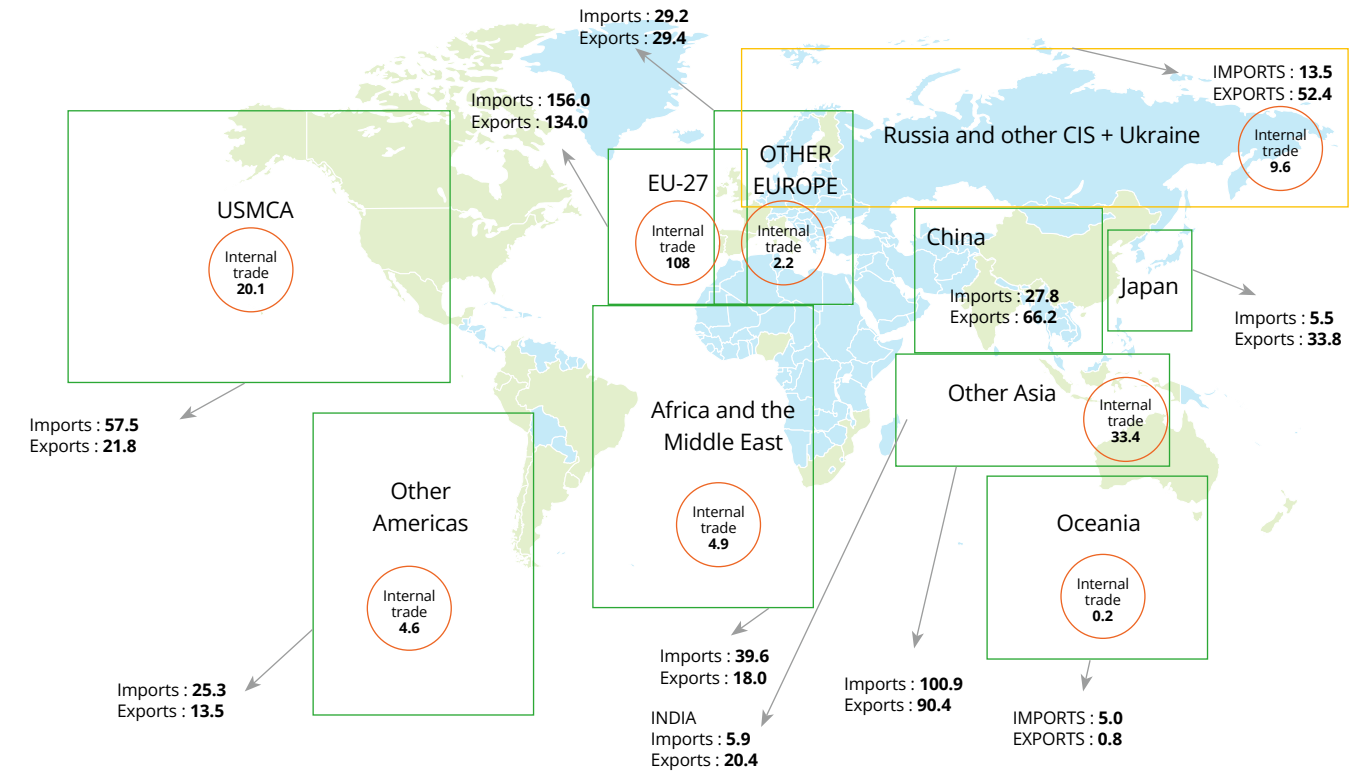 Imports : 29.2
Exports : 29.4
IMPORTS : 13.5
EXPORTS : 52.4
Imports : 156.0
Exports : 134.0
Russia and other CIS + Ukraine
Internal
trade
9.6
OTHER
EUROPE
EU-27
USMCA
Internal
trade
108
Internal
trade
2.2
China
Internal
trade
20.1
Japan
Imports : 27.8
Exports : 66.2
Imports : 5.5
Exports : 33.8
Other Asia
Internal
trade
33.4
Africa and the
Middle East
Imports : 57.5
Exports : 21.8
Other
Americas
Internal
trade
4.9
Oceania
Internal
trade
4.6
Internal
trade
0.2
Imports : 39.6
Exports : 18.0
Imports : 25.3
Exports : 13.5
Imports : 100.9
Exports : 90.4
INDIA
Imports : 5.9
Exports : 20.4
IMPORTS : 5.0
EXPORTS : 0.8